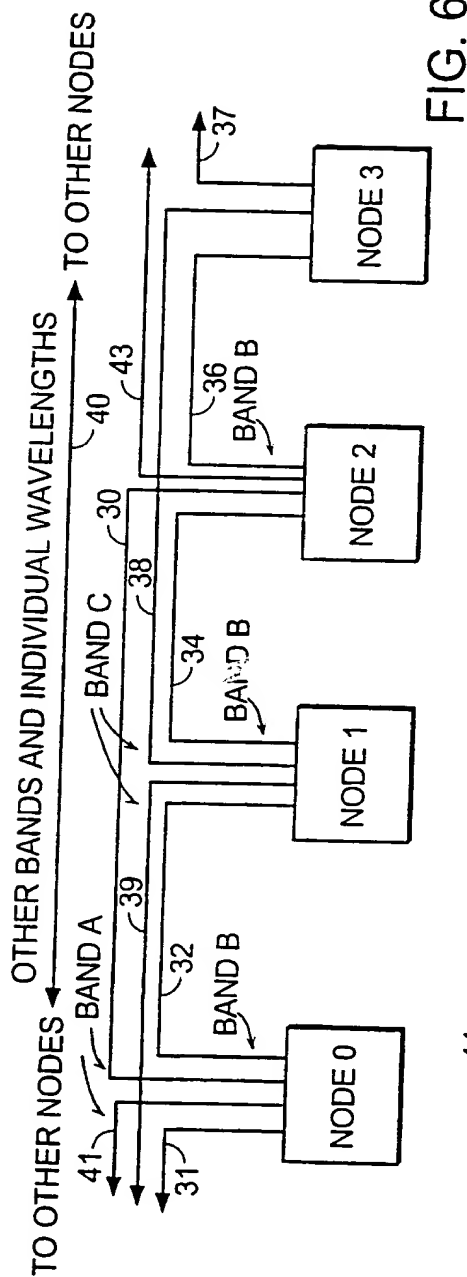 OTHER BANDS AND INDIVIDUAL WAVELENGTHS
TO OTHER NODES
40
TO OTHER NODES
BAND A
BAND C
30
43
41
39
38
37
31
32
34
36
BAND B
BAND B
BAND B
NODE 0
NODE 1
NODE 2
NODE 3
FIG. 6